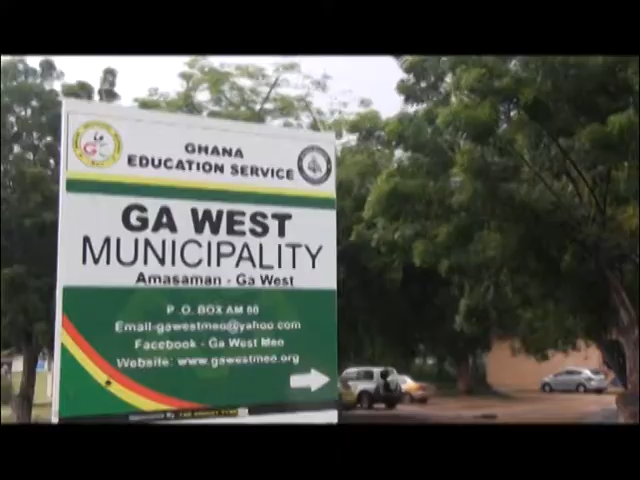 GHANA
EDUCATION SERVICE
GA WEST
MUNICIPALITY
AMASAMAN - GA WEST
P. O. BOX AM 80
Email-gawestmeo@yahoo.com
Facebook - Ga West Meo
Website: - www.gawestmeo.org